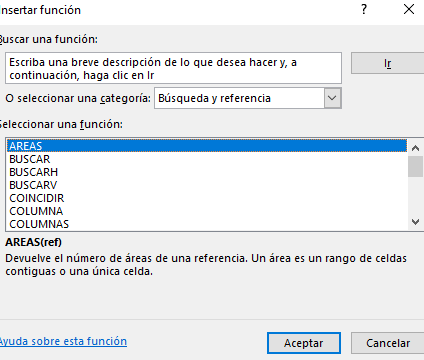 Insertar función
Buscar una función:
Escriba una breve descripción de lo que desea hacer y, a
continuación, haga clic en Ir
Ir
O seleccionar una categoría: Búsqueda y referencia
Seleccionar una función:
AREAS
BUSCAR
BUSCARH
BUSCARV
COINCIDIR
COLUMNA
COLUMNAS
AREAS(ref)
Devuelve el número de áreas de una referencia. Un área es un rango de celdas
contiguas o una única celda.
Ayuda sobre esta función
Aceptar
Cancelar